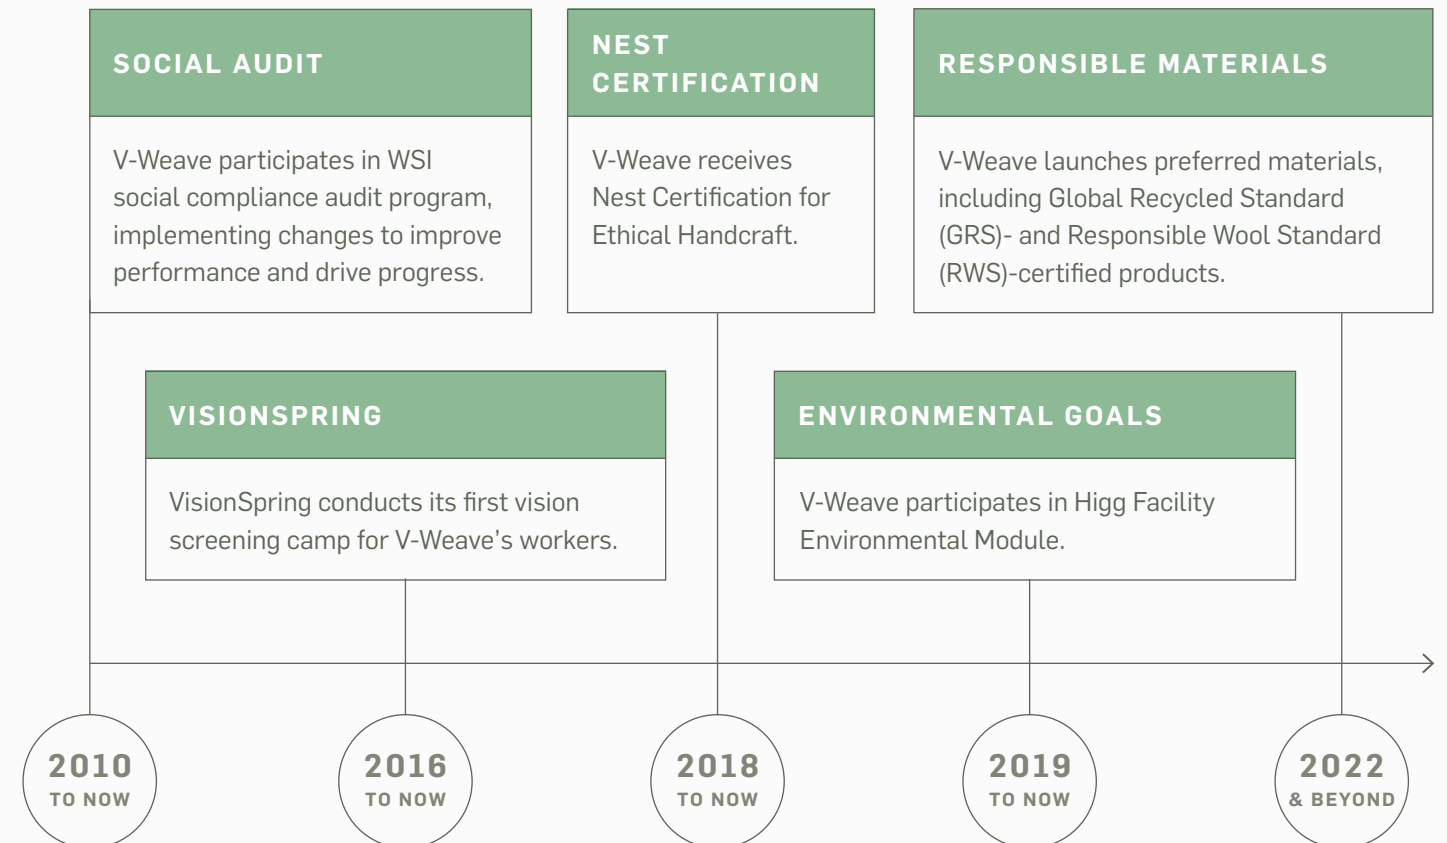 SOCIAL AUDIT
V-Weave participates in WSI
social compliance audit program,
implementing changes to improve
performance and drive progress.
NEST
CERTIFICATION
V-Weave receives
Nest Certification for
Ethical Handcraft.
RESPONSIBLE MATERIALS
V-Weave launches preferred materials,
including Global Recycled Standard
(GRS)- and Responsible Wool Standard
(RWS)-certified products.
VISIONSPRING
VisionSpring conducts its first vision
screening camp for V-Weave’s workers.
ENVIRONMENTAL GOALS
V-Weave participates in Higg Facility
Environmental Module.
2010
TO NOW
2016
TO NOW
2018
TO NOW
2019
TO NOW
2022
& BEYOND